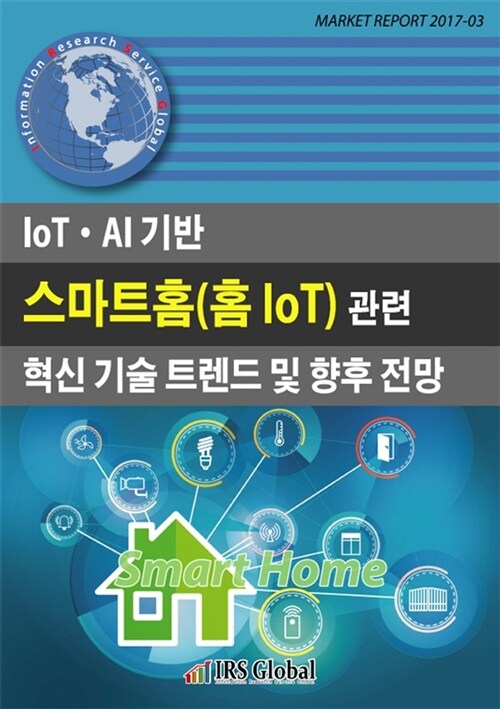 MARKET REPORT 2017-03
Information Research Service Global
IoT・AI 기반
스마트홈(홈 IoT) 관련
혁신 기술 트렌드 및 향후 전망
Smart Home
IRS Global